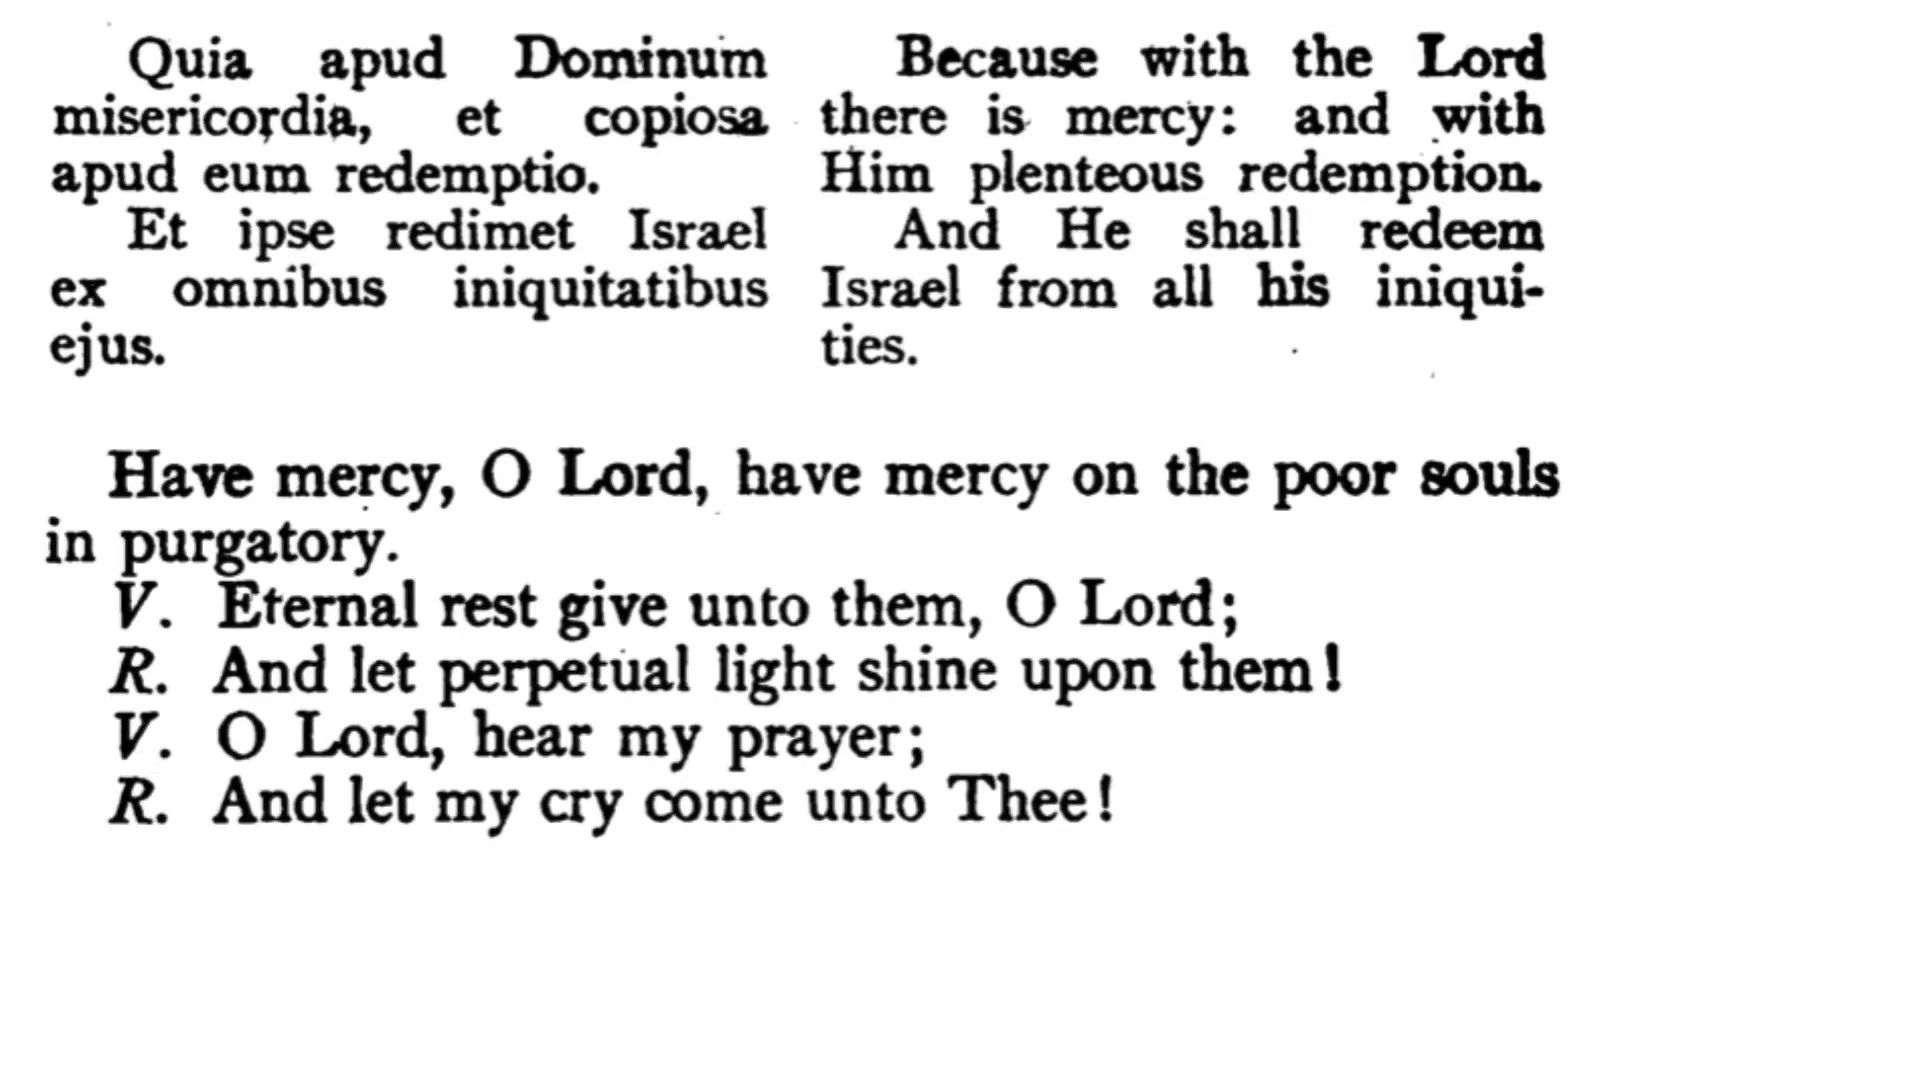 Quia apud Dominum
misericordia, et copiosa
apud eum redemptio.
Et ipse redimet Israel
ex omnibus iniquitatibus
ejus.
Because with the Lord
there is mercy: and with
Him plenteous redemption.
And He shall redeem
Israel from all his iniqui-
ties.
Have mercy, O Lord, have mercy on the poor souls
in purgatory.
V. Eternal rest give unto them, O Lord;
R. And let perpetual light shine upon them!
V. O Lord, hear my prayer;
R. And let my cry come unto Thee!